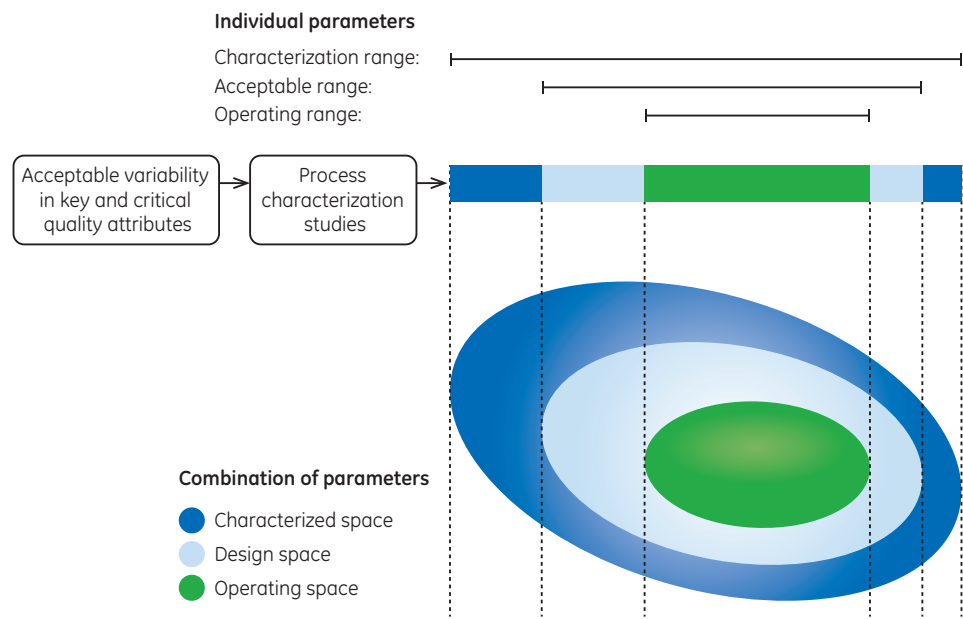 Individual parameters
Characterization range:
Acceptable range:
Operating range:
Acceptable variability
in key and critical
quality attributes
Process
characterization
studies
Combination of parameters
Characterized space
Design space
Operating space